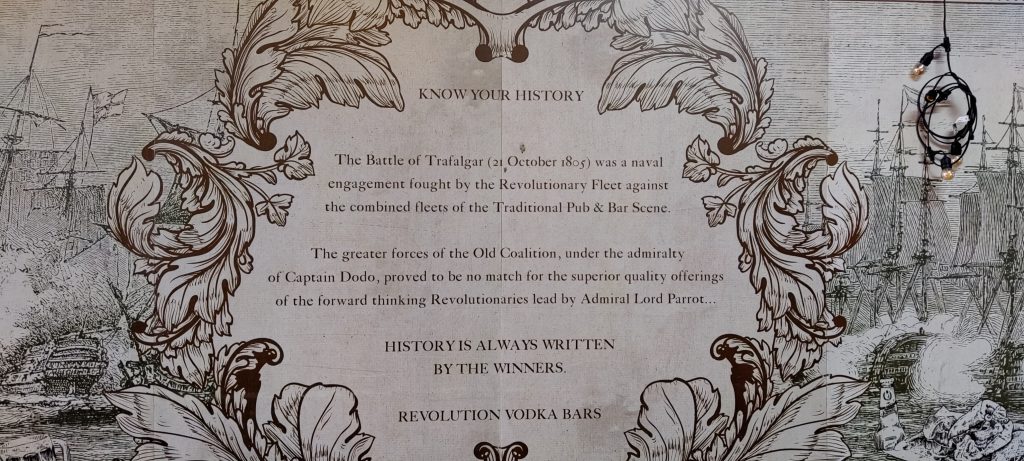 KNOW YOUR HISTORY
The Battle of Trafalgar (21 October 1805) was a naval
engagement fought by the Revolutionary Fleet against
the combined fleets of the Traditional Pub & Bar Scene.
The greater forces of the Old Coalition, under the admiralty
of Captain Dodo, proved to be no match for the superior quality offerings
of the forward thinking Revolutionaries lead by Admiral Lord Parrot...
HISTORY IS ALWAYS WRITTEN
BY THE WINNERS.
REVOLUTION VODKA BARS